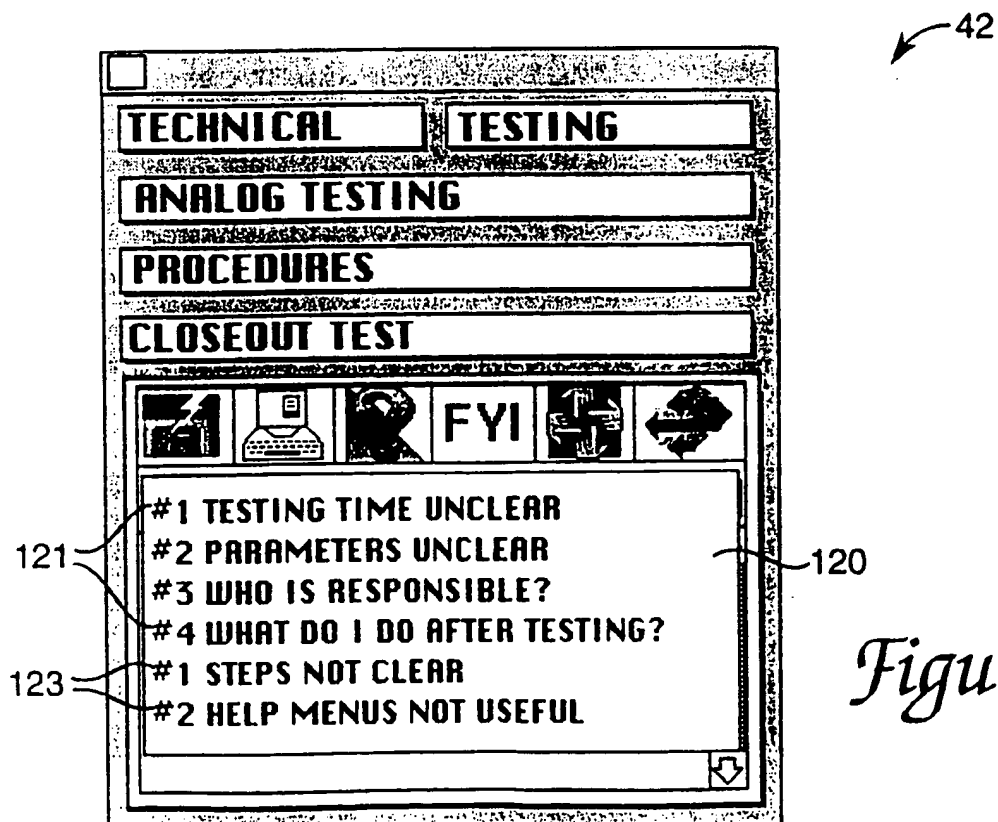 42
TECHNICAL TESTING
ANALOG TESTING
PROCEDURES
CLOSEOUT TEST
FYI
#1 TESTING TIME UNCLEAR
#2 PARAMETERS UNCLEAR
#3 WHO IS RESPONSIBLE?
#4 WHAT DO I DO AFTER TESTING?
#1 STEPS NOT CLEAR
#2 HELP MENUS NOT USEFUL
121
123
120
Figu